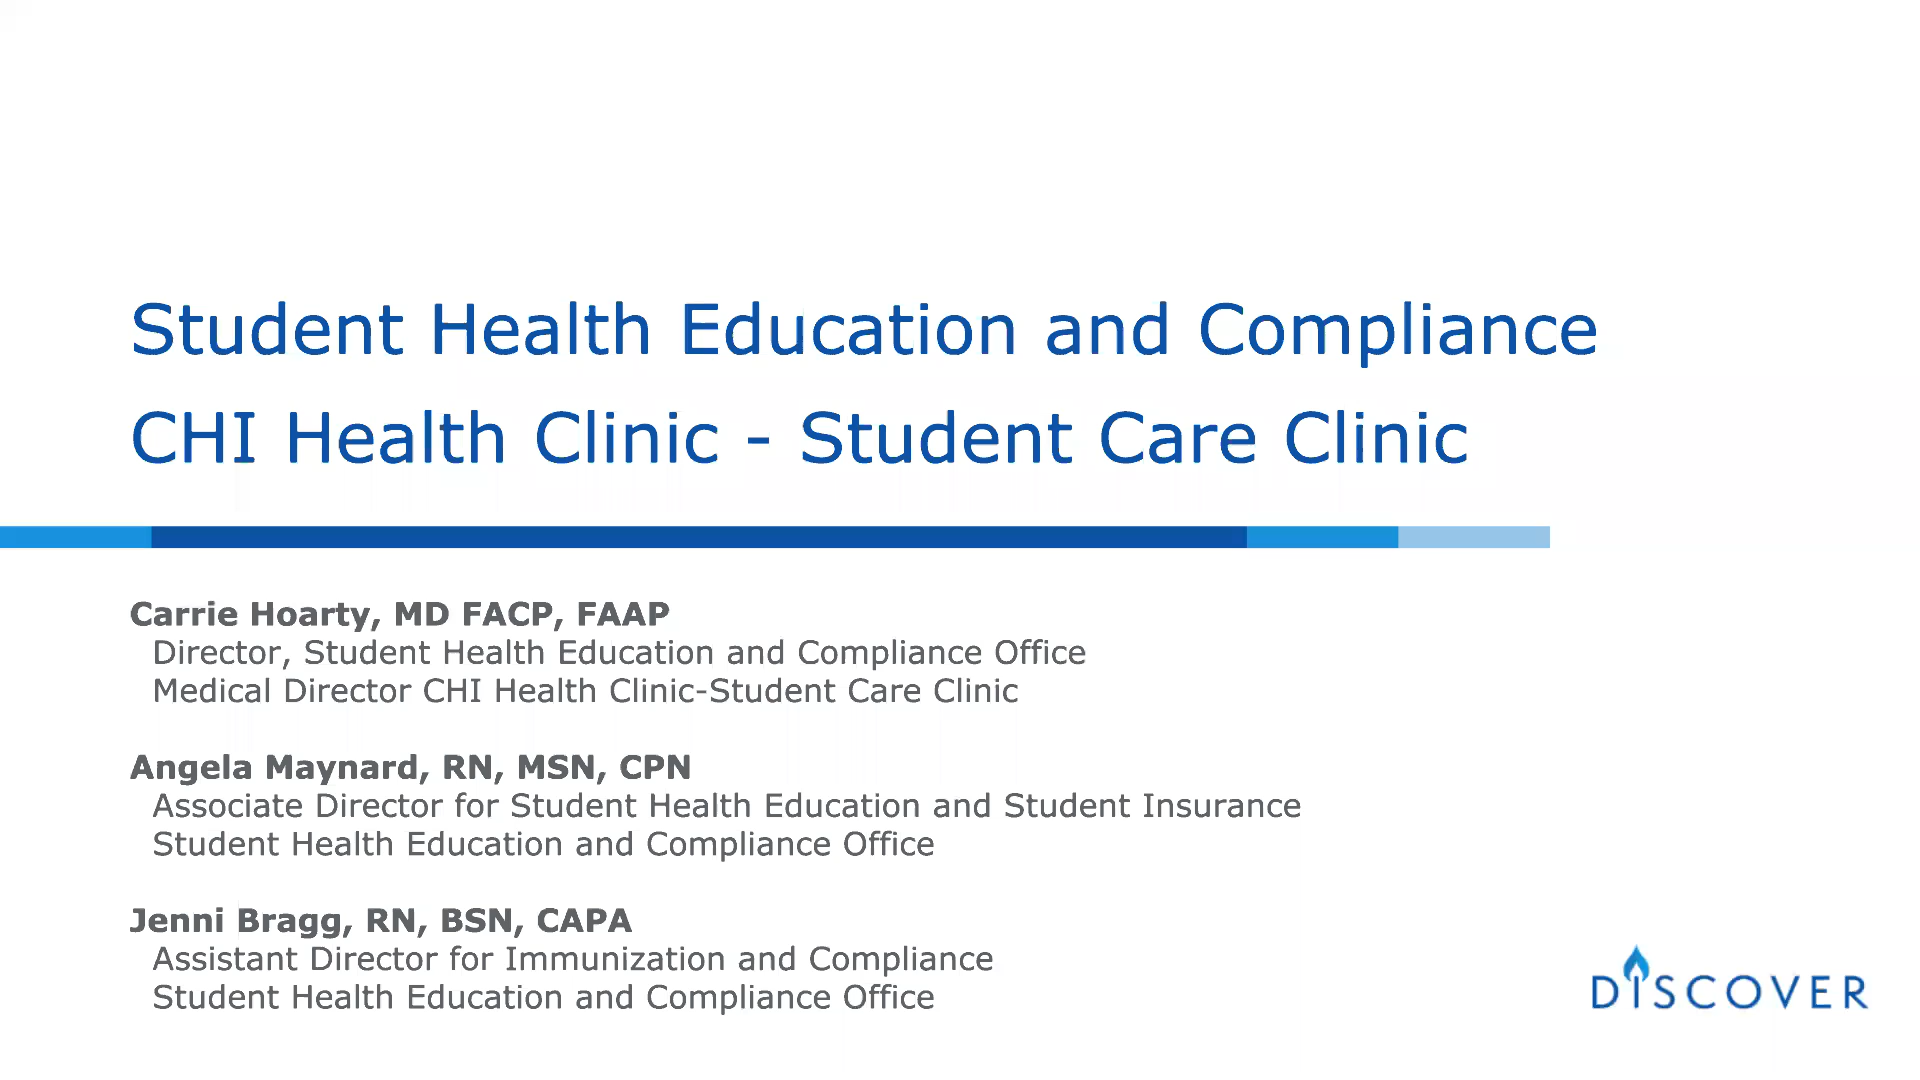 Student Health Education and Compliance
CHI Health Clinic - Student Care Clinic
Carrie Hoarty, MD FACP, FAAP
Director, Student Health Education and Compliance Office
Medical Director CHI Health Clinic-Student Care Clinic
Angela Maynard, RN, MSN, CPN
Associate Director for Student Health Education and Student Insurance
Student Health Education and Compliance Office
Jenni Bragg, RN, BSN, CAPA
Assistant Director for Immunization and Compliance
Student Health Education and Compliance Office
DISCOVER